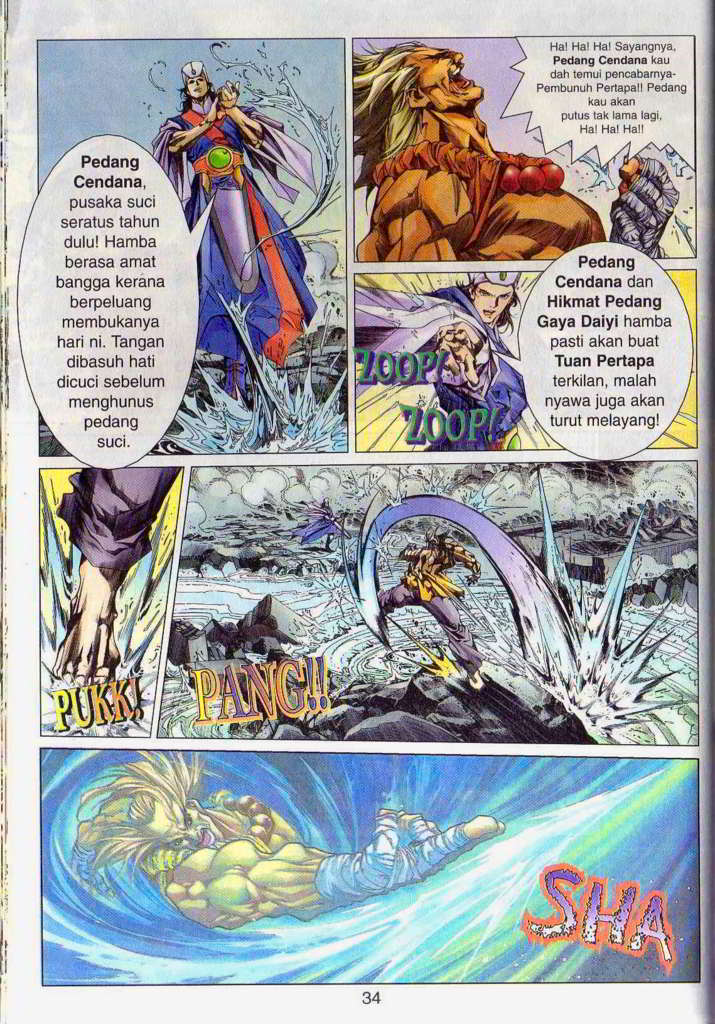 Pedang
Cendana,
pusaka suci
seratus tahun
dulu! Hamba
berasa amat
bangga kerana
berpeluang
membukanya
hari ni. Tangan
dibasuh hati
dicuci sebelum
menghunus
pedang
suci.
Ha! Ha! Ha! Sayangnya,
Pedang Cendana kau
dah temui pencabarnya-
Pembunuh Pertapa!! Pedang
kau akan
putus tak lama lagi,
Ha! Ha! Ha!!
Pedang
Cendana dan
Hikmat Pedang
Gaya Daiyi hamba
pasti akan buat
Tuan Pertapa
terkilan, malah
nyawa juga akan
turut melayang!
ZOOP!
ZOOP!
PUKK!
PANG!!
SHA
34